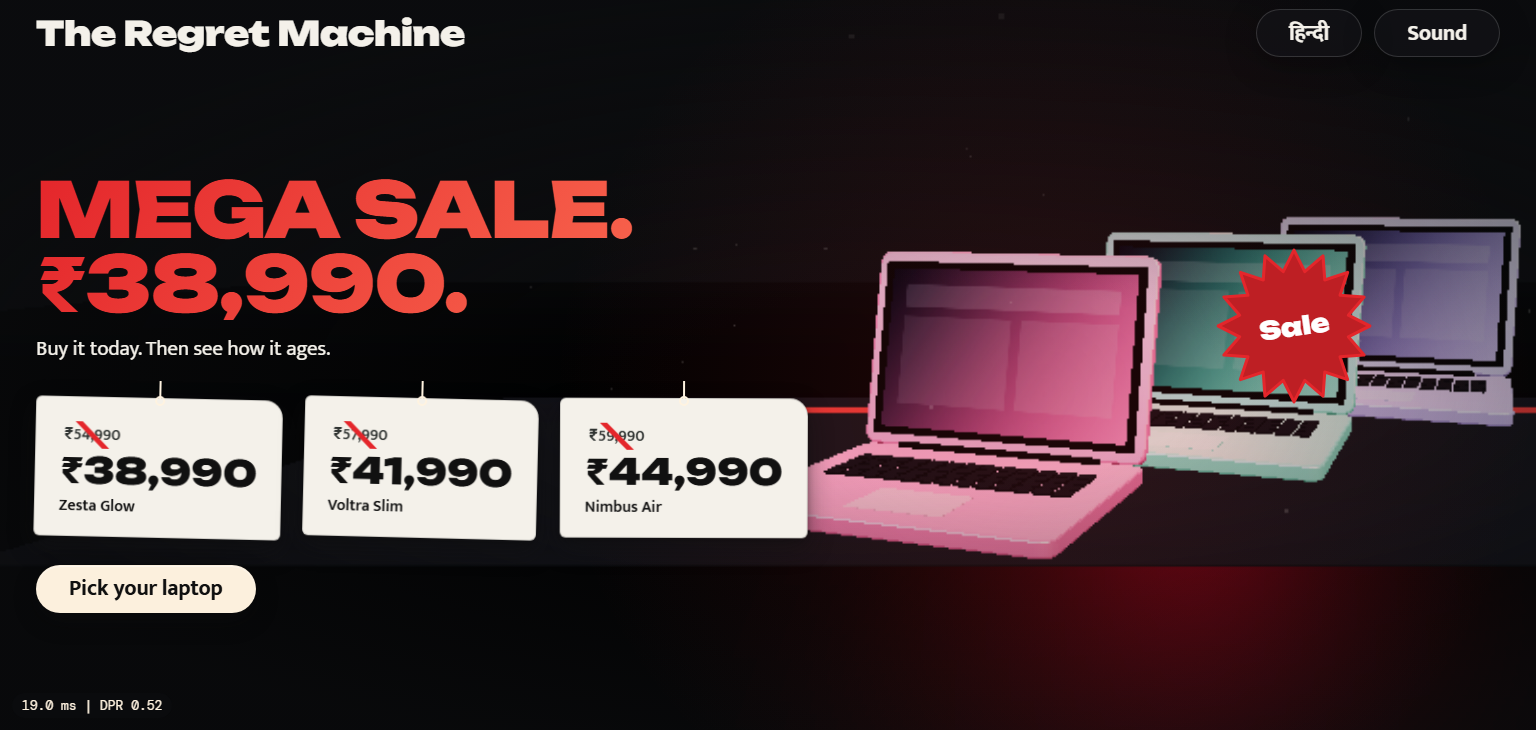 The Regret Machine
हिन्दी
Sound
MEGA SALE.
₹38,990.
Buy it today. Then see how it ages.
Sale
₹54,990
₹38,990
Zesta Glow
₹57,990
₹41,990
Voltra Slim
₹59,990
₹44,990
Nimbus Air
Pick your laptop
19.0 ms | DPR 0.52